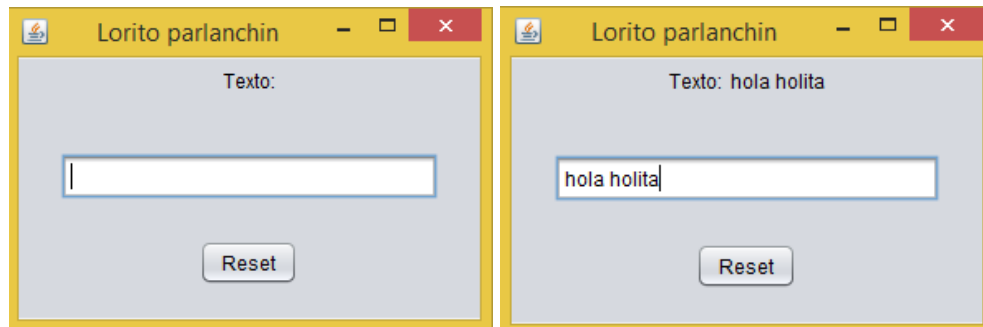 Lorito parlanchin
Texto:
Reset
Lorito parlanchin
Texto: hola holita
hola holita
Reset